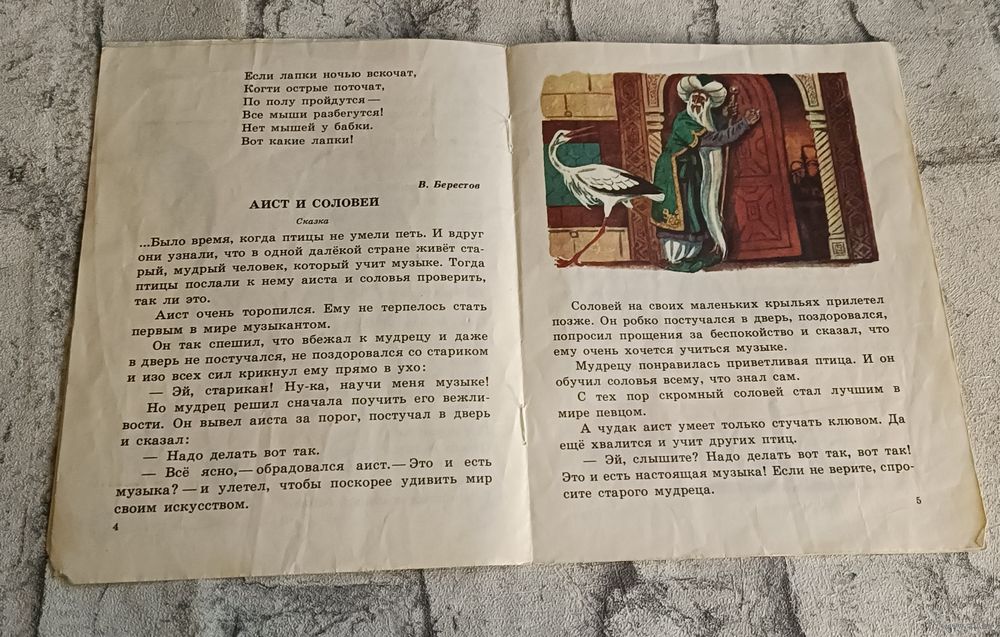 Если лапки ночью вскочат,
Когти острые поточат,
По полу пройдутся —
Все мыши разбегутся!
Нет мышей у бабки.
Вот какие лапки!
В. Берестов
АИСТ И СОЛОВЕЙ
Сказка
...Было время, когда птицы не умели петь. И вдруг
они узнали, что в одной далёкой стране живёт ста-
рый, мудрый человек, который учит музыке. Тогда
птицы послали к нему аиста и соловья проверить,
так ли это.
Аист очень торопился. Ему не терпелось стать
первым в мире музыкантом.
Он так спешил, что вбежал к мудрецу и даже
в дверь не постучался, не поздоровался со стариком
и изо всех сил крикнул ему прямо в ухо:
— Эй, старикан! Ну-ка, научи меня музыке!
Но мудрец решил сначала поучить его вежли-
вости. Он вывел аиста за порог, постучал в дверь
и сказал:
— Надо делать вот так.
— Всё ясно,— обрадовался аист.— Это и есть
музыка? — и улетел, чтобы поскорее удивить мир
своим искусством.
4
Соловей на своих маленьких крыльях прилетел
позже. Он робко постучался в дверь, поздоровался,
попросил прощения за беспокойство и сказал, что
ему очень хочется учиться музыке.
Мудрецу понравилась приветливая птица. И он
обучил соловья всему, что знал сам.
С тех пор скромный соловей стал лучшим в
мире певцом.
А чудак аист умеет только стучать клювом. Да
ещё хвалится и учит других птиц.
— Эй, слышите? Надо делать вот так, вот так!
Это и есть настоящая музыка! Если не верите, спро-
сите старого мудреца.
5